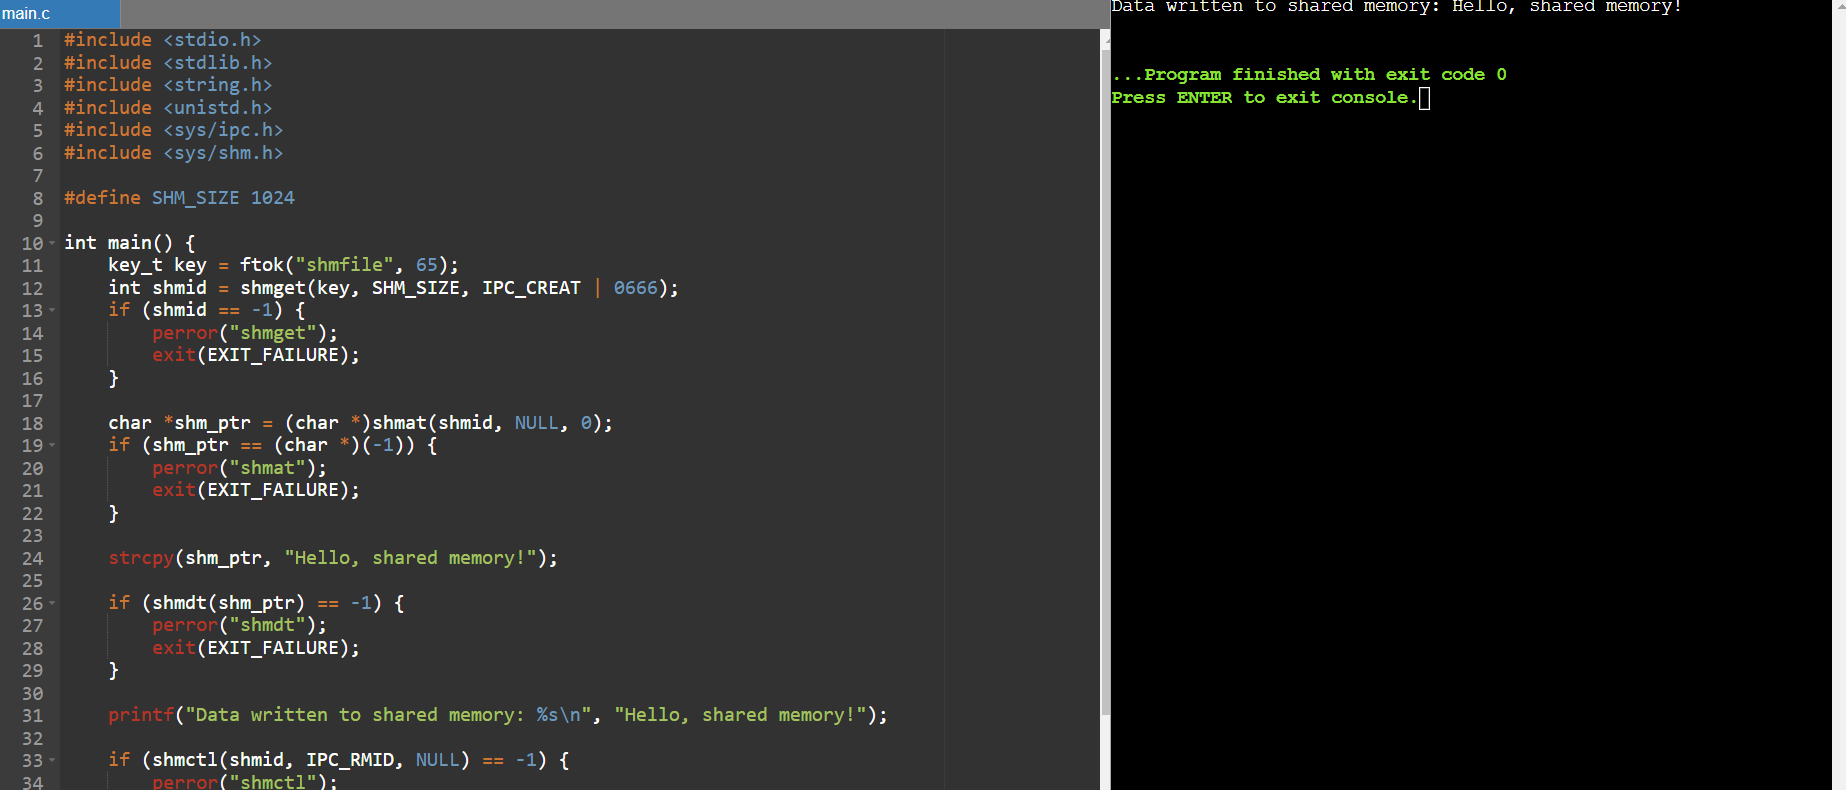 main.c
1 #include <stdio.h>
2 #include <stdlib.h>
3 #include <string.h>
4 #include <unistd.h>
5 #include <sys/ipc.h>
6 #include <sys/shm.h>
7
8 #define SHM_SIZE 1024
9
10 int main() {
11     key_t key = ftok("shmfile", 65);
12     int shmid = shmget(key, SHM_SIZE, IPC_CREAT | 0666);
13     if (shmid == -1) {
14         perror("shmget");
15         exit(EXIT_FAILURE);
16     }
17
18     char *shm_ptr = (char *)shmat(shmid, NULL, 0);
19     if (shm_ptr == (char *)(-1)) {
20         perror("shmat");
21         exit(EXIT_FAILURE);
22     }
23
24     strcpy(shm_ptr, "Hello, shared memory!");
25
26     if (shmdt(shm_ptr) == -1) {
27         perror("shmdt");
28         exit(EXIT_FAILURE);
29     }
30
31     printf("Data written to shared memory: %s\n", "Hello, shared memory!");
32
33     if (shmctl(shmid, IPC_RMID, NULL) == -1) {
34         perror("shmctl");
Data written to shared memory: Hello, shared memory!
...Program finished with exit code 0
Press ENTER to exit console.